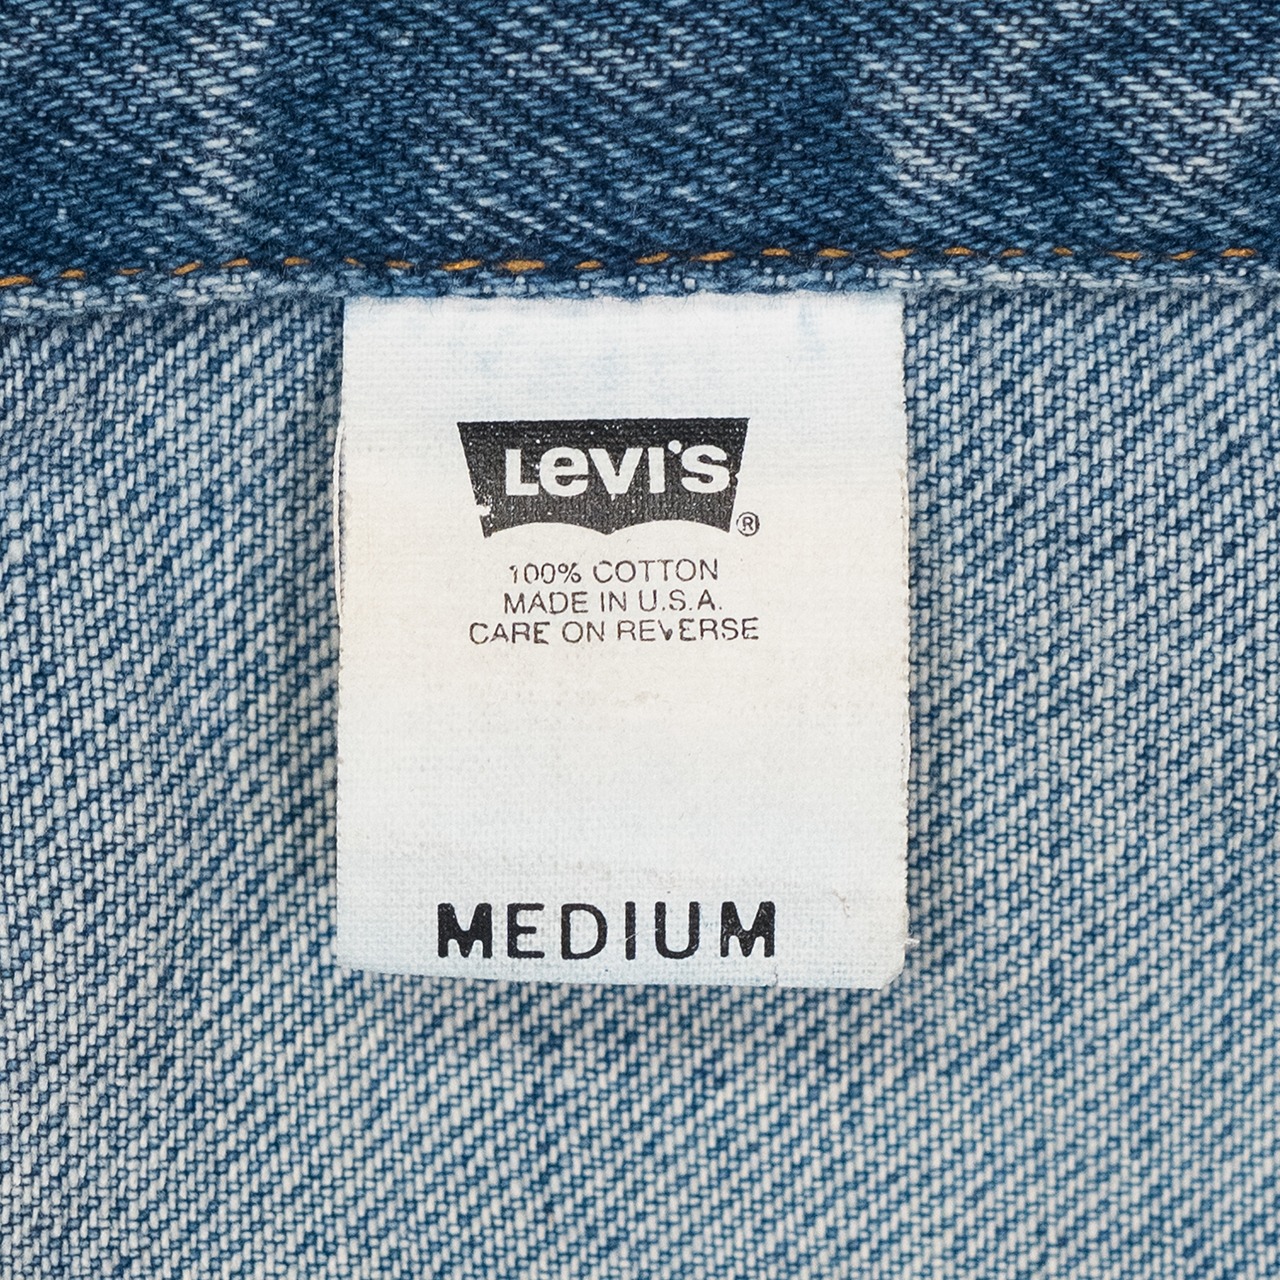 Levi's ®
100% COTTON
MADE IN U.S.A.
CARE ON REVERSE
MEDIUM